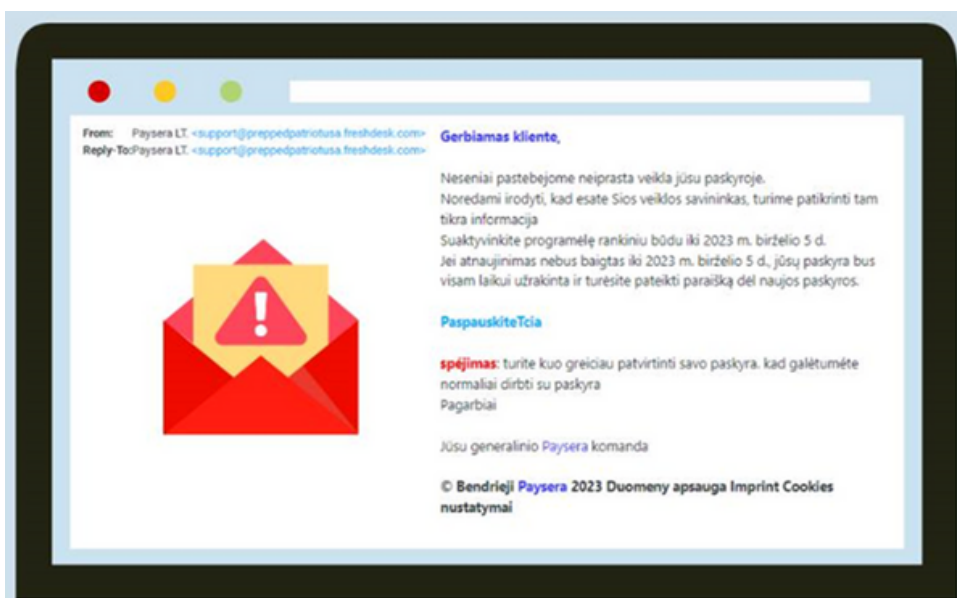 From: Paysera LT. <support@preppedpatriotusa.freshdesk.com>
Reply-To:Paysera LT. <support@preppedpatriotusa.freshdesk.com>
Gerbiamas kliente,
Neseniai pastebejome neiprasta veikla jūsu paskyroje.
Noredami irodyti, kad esate Sios veiklos savininkas, turime patikrinti tam
tikra informacija
Suaktyvinkite programėlę rankiniu būdu iki 2023 m. birželio 5 d.
Jei atnaujinimas nebus baigtas iki 2023 m. birželio 5 d., jūsų paskyra bus
visam laikui užrakinta ir turėsite pateikti paraišką dėl naujos paskyros.
PaspauskiteTcia
spėjimas: turite kuo greiciau patvirtinti savo paskyra. kad galėtumėte
normaliai dirbti su paskyra
Pagarbiai
Jūsu generalinio Paysera komanda
© Bendrieji Paysera 2023 Duomeny apsauga Imprint Cookies
nustatymai